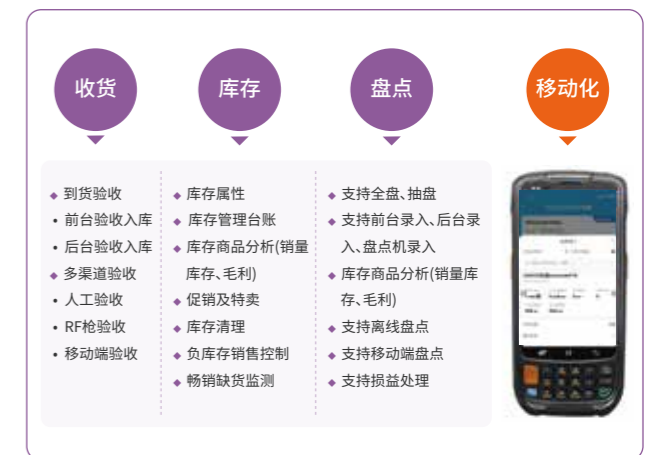 收货
库存
盘点
移动化
◆ 到货验收
• 前台验收入库
• 后台验收入库
◆ 多渠道验收
• 人工验收
• RF枪验收
• 移动端验收
◆ 库存属性
◆ 库存管理台账
◆ 库存商品分析(销量
库存、毛利)
◆ 促销及特卖
◆ 库存清理
◆ 负库存销售控制
◆ 畅销缺货监测
◆ 支持全盘、抽盘
◆ 支持前台录入、后台录
入、盘点机录入
◆ 库存商品分析(销量库
存、毛利)
◆ 支持离线盘点
◆ 支持移动端盘点
◆ 支持损益处理